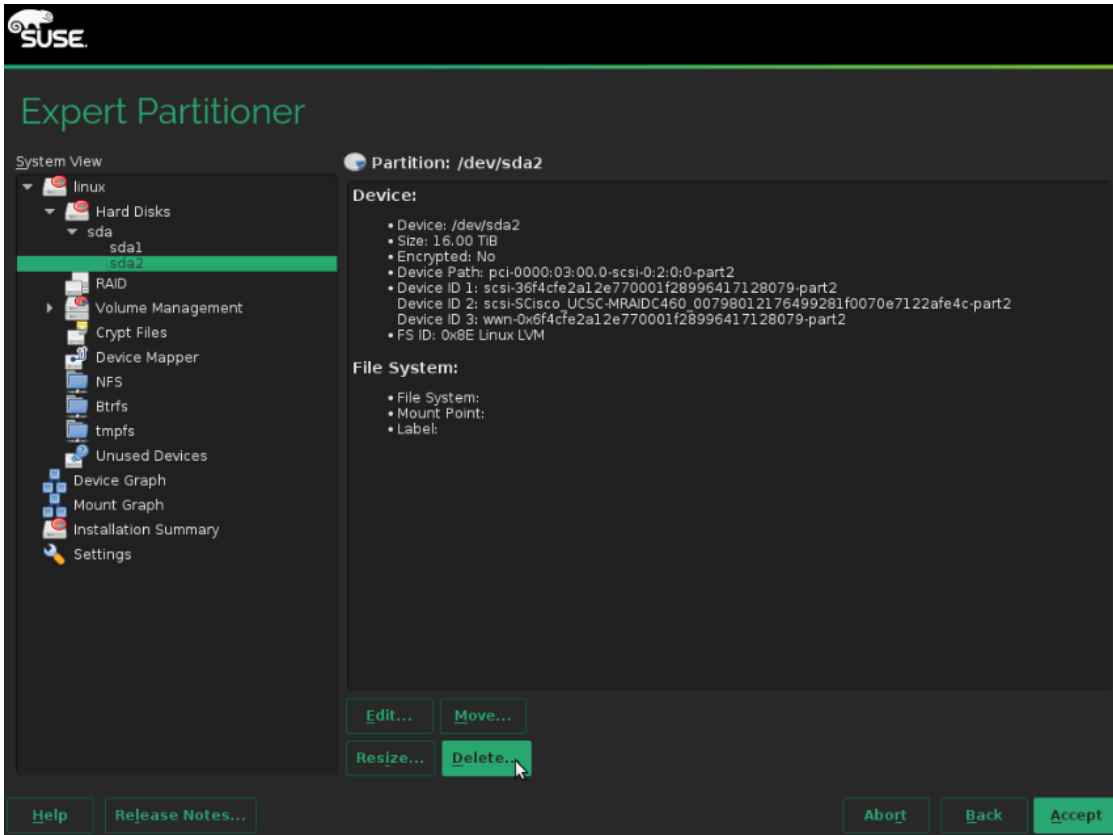 SUSE.
Expert Partitioner
System View
linux
Hard Disks
sda
sda1
sda2
RAID
Volume Management
Crypt Files
Device Mapper
NFS
Btrfs
tmpfs
Unused Devices
Device Graph
Mount Graph
Installation Summary
Settings
Partition: /dev/sda2
Device:
• Device: /dev/sda2
• Size: 16.00 TiB
• Encrypted: No
• Device Path: pci-0000:03:00.0-scsi-0:2:0:0-part2
• Device ID 1: scsi-36f4cfe2a12e770001f28996417128079-part2
Device ID 2: scsi-SCisco_UCSC-MRAIDC460_00798012176499281f0070e7122afe4c-part2
Device ID 3: wwn-0x6f4cfe2a12e770001f28996417128079-part2
• FS ID: 0x8E Linux LVM
File System:
• File System:
• Mount Point:
• Label:
Edit... Move...
Resize... Delete...
Help Release Notes... Abort Back Accept